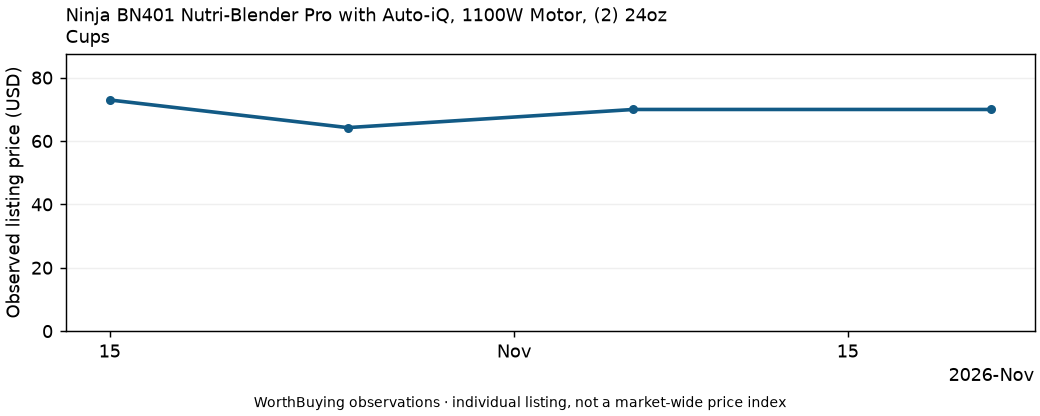 Ninja BN401 Nutri-Blender Pro with Auto-iQ, 1100W Motor, (2) 24oz
Cups
Observed listing price (USD)
80
60
40
20
0
15
Nov
15
2026-Nov
WorthBuying observations · individual listing, not a market-wide price index